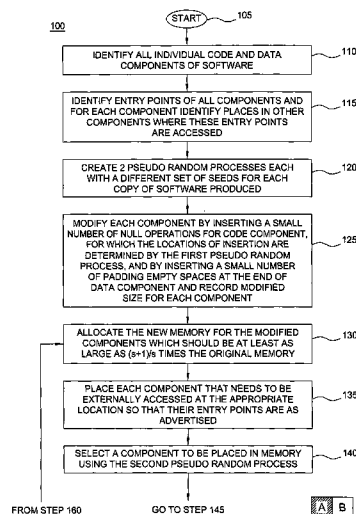 100
START
105
IDENTIFY ALL INDIVIDUAL CODE AND DATA
COMPONENTS OF SOFTWARE
110
IDENTIFY ENTRY POINTS OF ALL COMPONENTS AND
FOR EACH COMPONENT IDENTIFY PLACES IN OTHER
COMPONENTS WHERE THESE ENTRY POINTS
ARE ACCESSED
115
CREATE 2 PSEUDO RANDOM PROCESSES EACH
WITH A DIFFERENT SET OF SEEDS FOR EACH
COPY OF SOFTWARE PRODUCED
120
MODIFY EACH COMPONENT BY INSERTING A SMALL
NUMBER OF NULL OPERATIONS FOR CODE COMPONENT,
FOR WHICH THE LOCATIONS OF INSERTION ARE
DETERMINED BY THE FIRST PSEUDO RANDOM
PROCESS, AND BY INSERTING A SMALL NUMBER
OF PADDING EMPTY SPACES AT THE END OF
DATA COMPONENT AND RECORD MODIFIED
SIZE FOR EACH COMPONENT
125
ALLOCATE THE NEW MEMORY FOR THE MODIFIED
COMPONENTS WHICH SHOULD BE AT LEAST AS
LARGE AS (s+1)/s TIMES THE ORIGINAL MEMORY
130
PLACE EACH COMPONENT THAT NEEDS TO BE
EXTERNALLY ACCESSED AT THE APPROPRIATE
LOCATION SO THAT THEIR ENTRY POINTS ARE AS
ADVERTISED
135
SELECT A COMPONENT TO BE PLACED IN MEMORY
USING THE SECOND PSEUDO RANDOM PROCESS
140
FROM STEP 160
GO TO STEP 145
A B